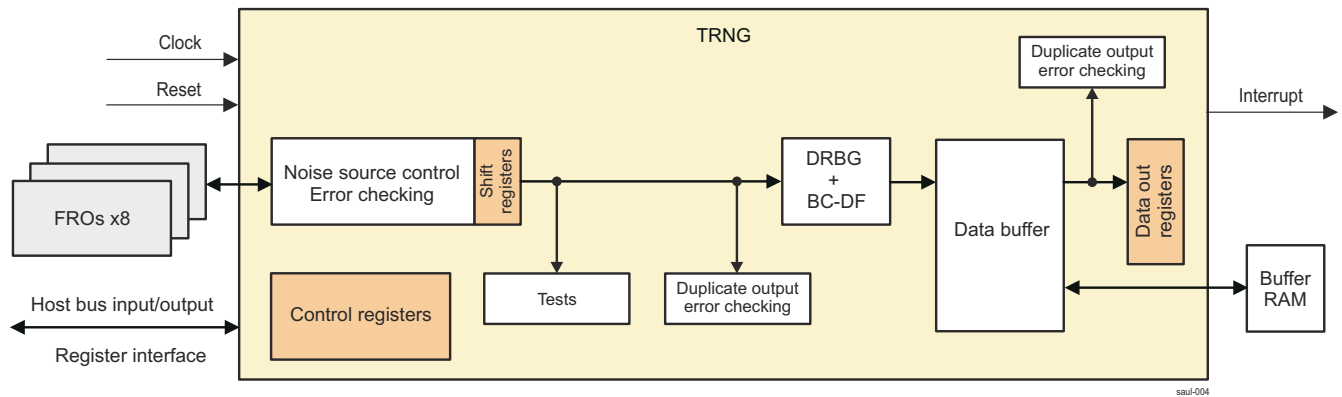 TRNG
Clock
Reset
Interrupt
Duplicate output
error checking
FROs x8
Noise source control
Error checking
Shift
registers
DRBG
+
BC-DF
Data buffer
Data out
registers
Tests
Duplicate output
error checking
Buffer
RAM
Host bus input/output
Register interface
Control registers
saul-004